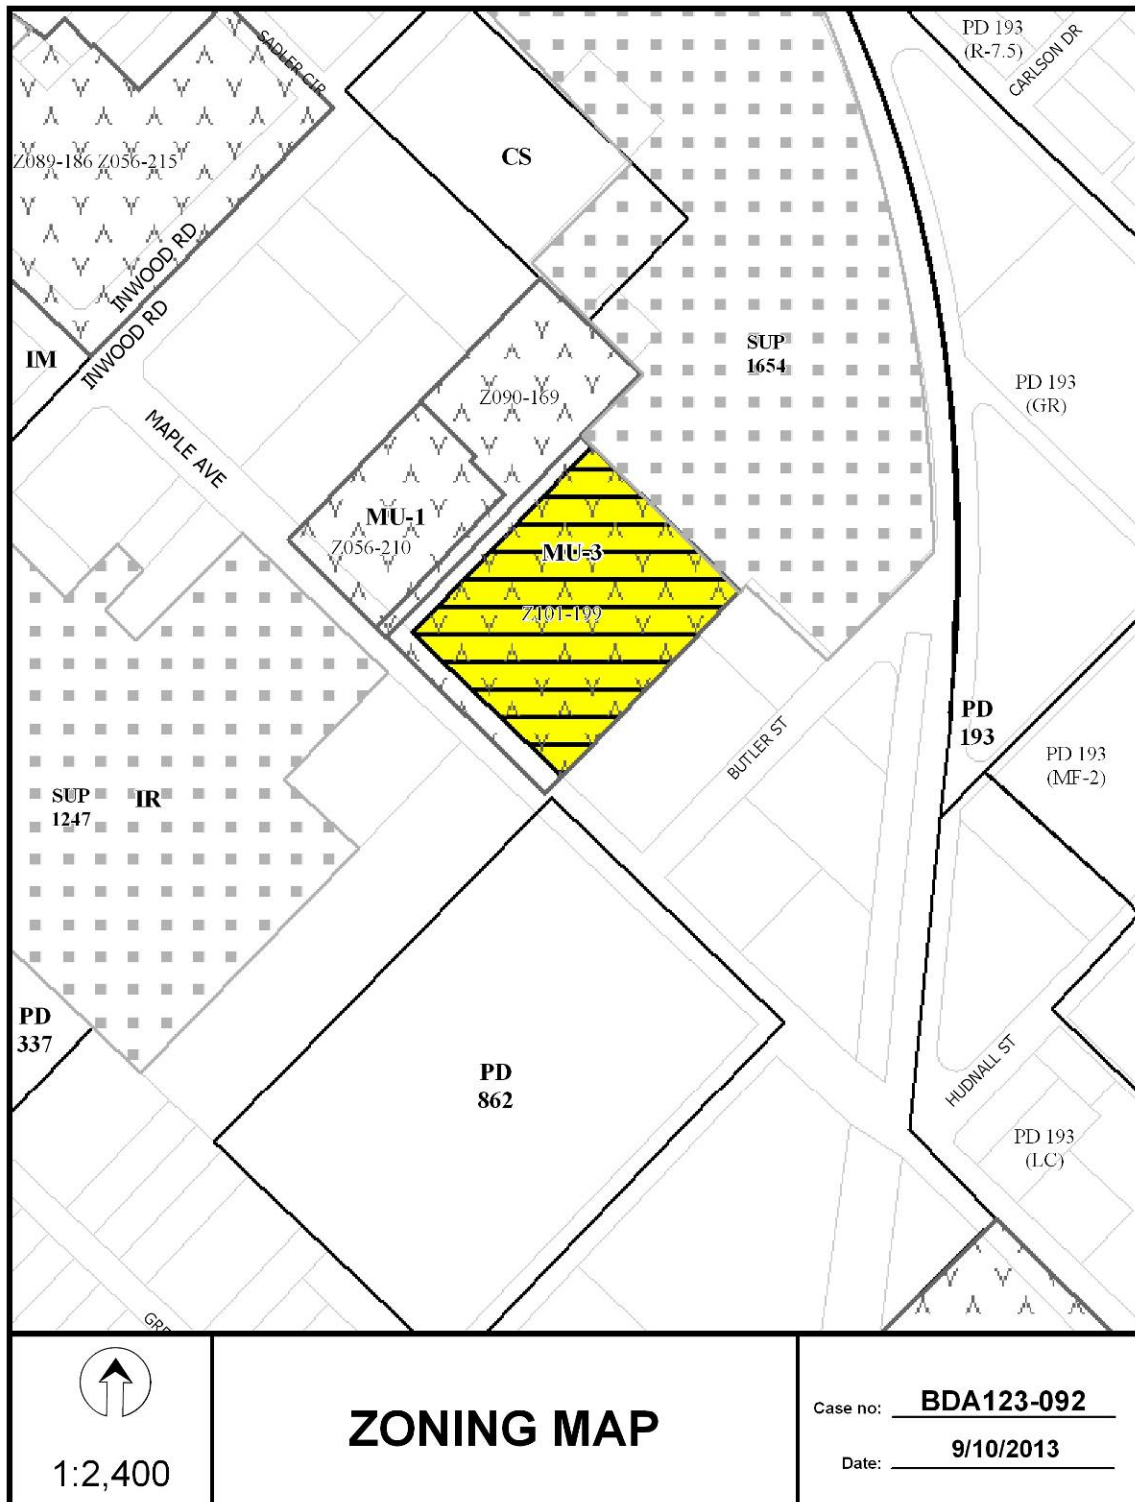 PD 193
(R-7.5)
CARLSON DR
SADLER CIR
CS
Z089-186 Z056-215
INWOOD RD
INWOOD RD
IM
SUP
1654
PD 193
(GR)
Z090-169
MAPLE AVE
MU-1
Z056-210
MU-3
Z101-199
PD
193
BUTLER ST
PD 193
(MF-2)
SUP
1247
IR
PD
337
PD
862
HUDNALL ST
PD 193
(LC)
ZONING MAP
1:2,400
Case no: BDA123-092
Date: 9/10/2013